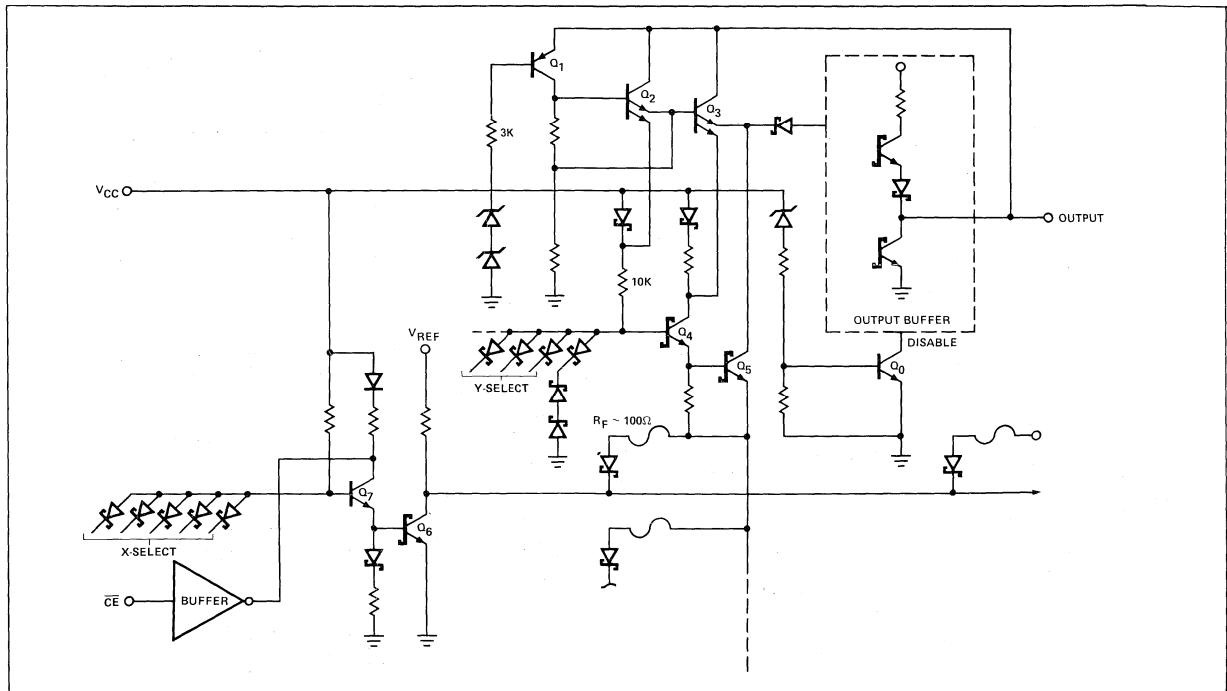 Q1
Q2
Q3
3K
VCC
OUTPUT
10K
OUTPUT BUFFER
DISABLE
VREF
Q4
Q0
Y-SELECT
Q5
RF ~ 100Ω
Q7
Q6
X-SELECT
CE
BUFFER